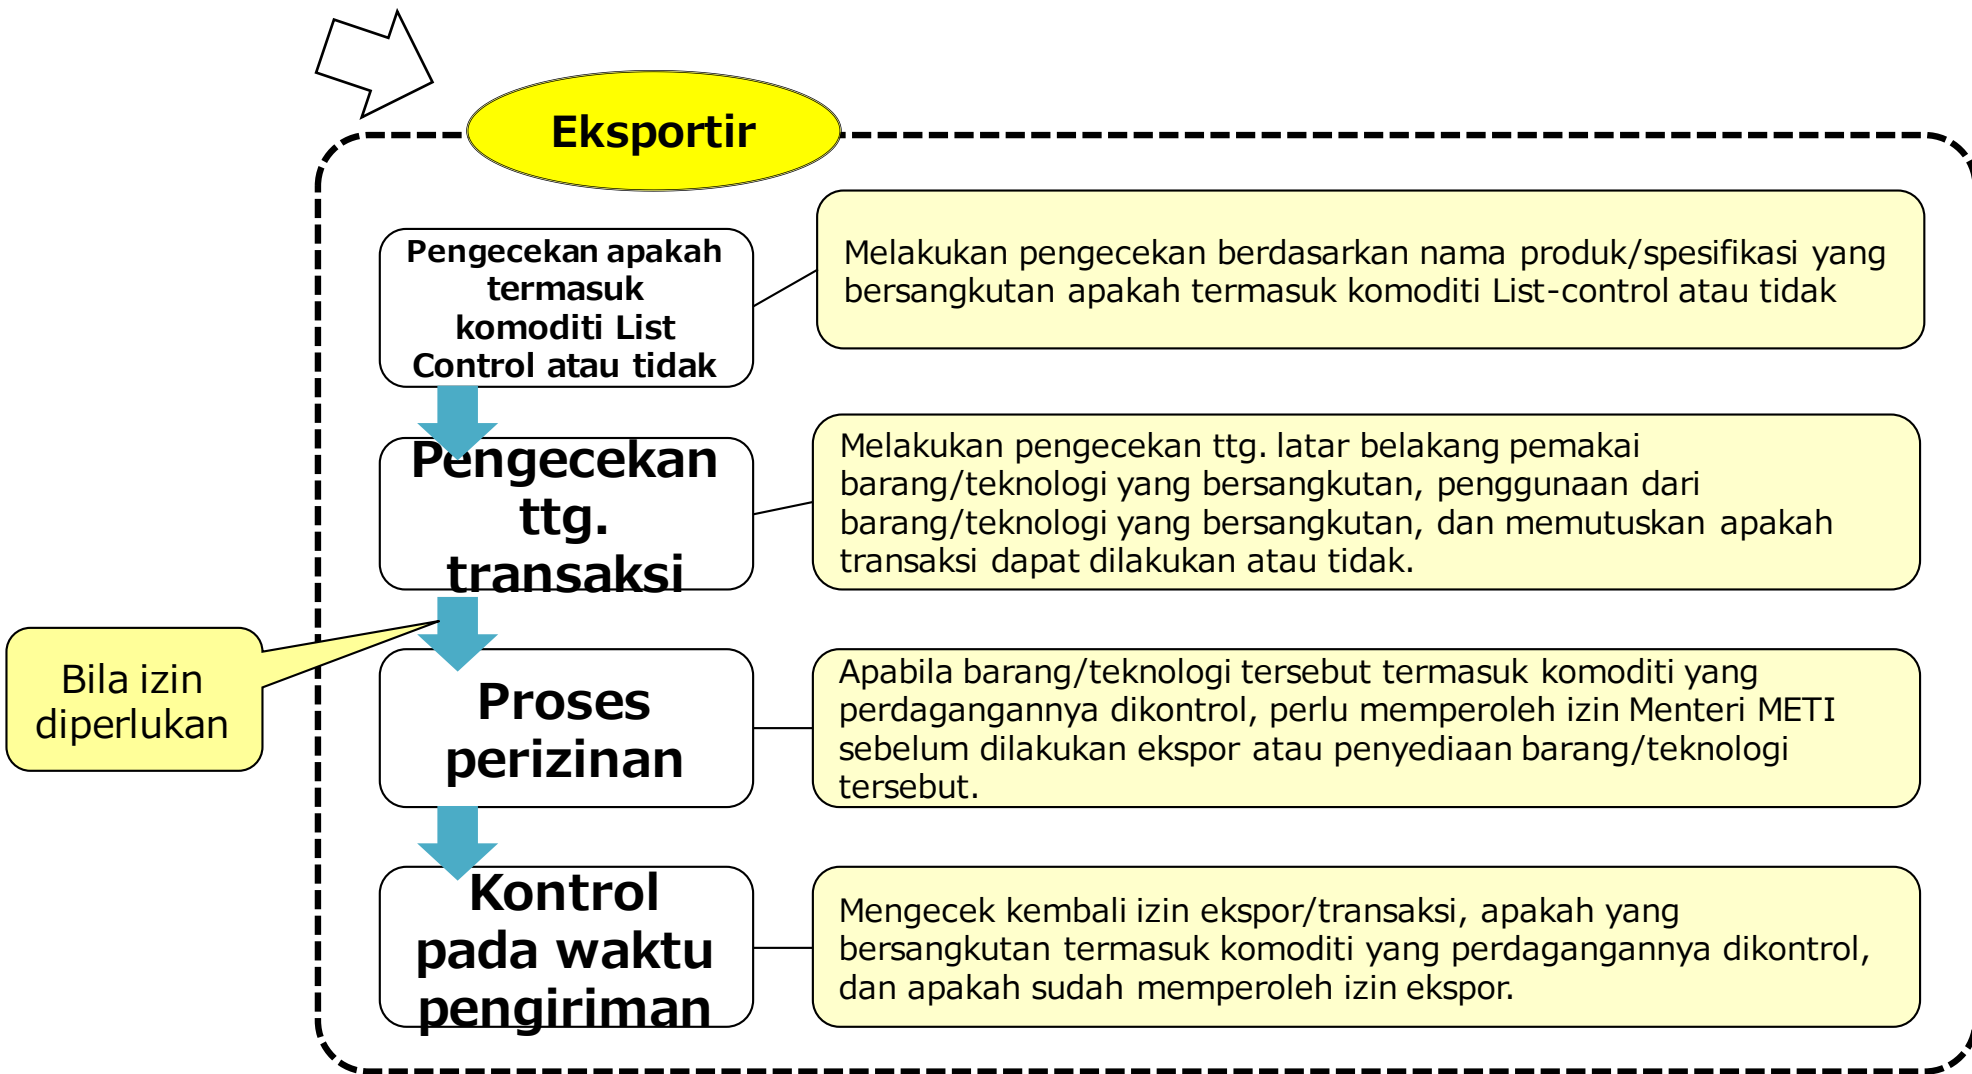 Eksportir
Pengecekan apakah
termasuk
komoditi List
Control atau tidak
Melakukan pengecekan berdasarkan nama produk/spesifikasi yang
bersangkutan apakah termasuk komoditi List-control atau tidak
Pengecekan
ttg.
transaksi
Melakukan pengecekan ttg. latar belakang pemakai
barang/teknologi yang bersangkutan, penggunaan dari
barang/teknologi yang bersangkutan, dan memutuskan apakah
transaksi dapat dilakukan atau tidak.
Bila izin
diperlukan
Proses
perizinan
Apabila barang/teknologi tersebut termasuk komoditi yang
perdagangannya dikontrol, perlu memperoleh izin Menteri METI
sebelum dilakukan ekspor atau penyediaan barang/teknologi
tersebut.
Kontrol
pada waktu
pengiriman
Mengecek kembali izin ekspor/transaksi, apakah yang
bersangkutan termasuk komoditi yang perdagangannya dikontrol,
dan apakah sudah memperoleh izin ekspor.